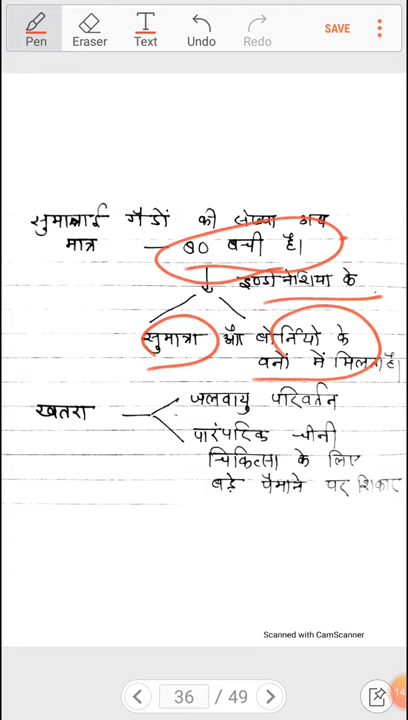 Pen Eraser Text Undo Redo SAVE
सुमात्राई गैंडों की संख्या अब
मात्र — 80 बची है।
इण्डोनेशिया के
सुमात्रा और बोर्नियो के
वनों में मिलता है।
खतरा — जलवायु परिवर्तन
पारंपरिक चीनी
चिकित्सा के लिए
बड़े पैमाने पर शिकार
Scanned with CamScanner
36 / 49
14